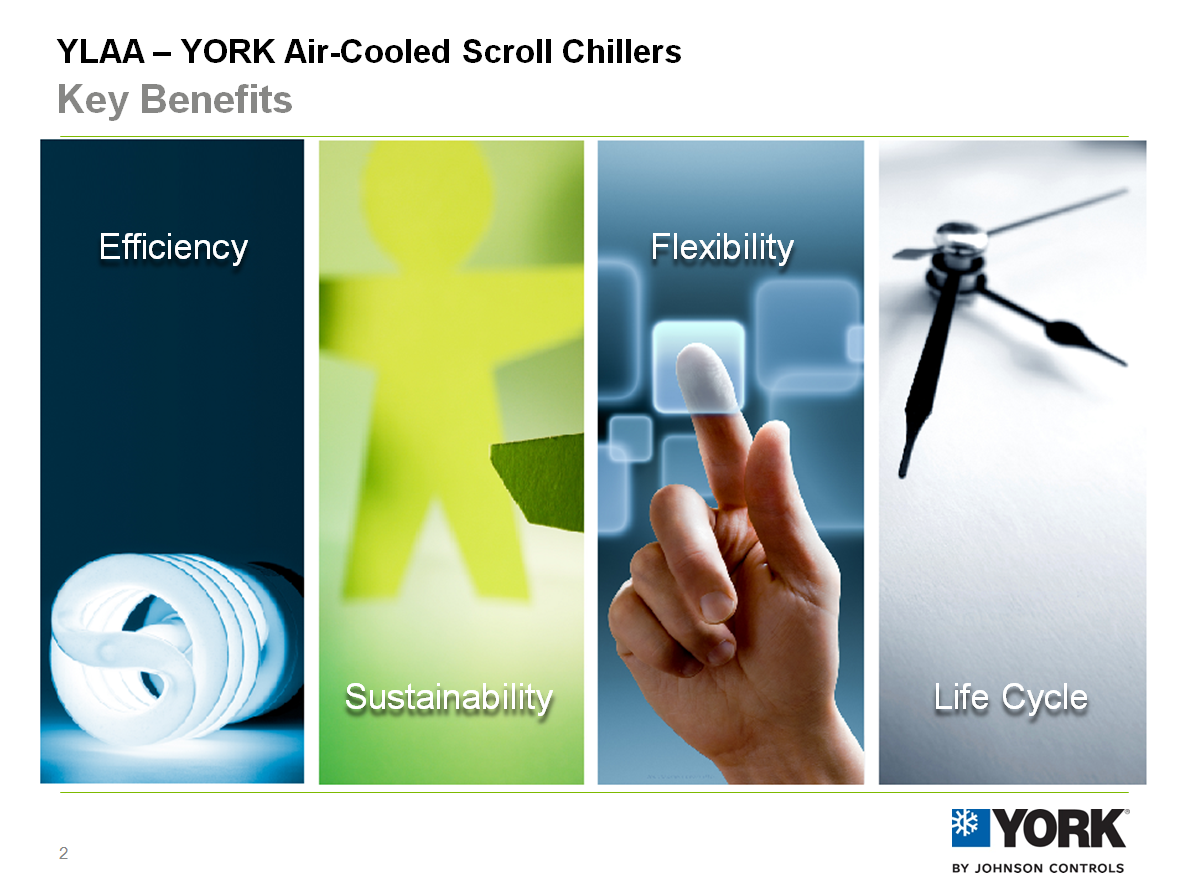 YLAA – YORK Air-Cooled Scroll Chillers
Key Benefits
Efficiency
Sustainability
Flexibility
Life Cycle
2
YORK®
BY JOHNSON CONTROLS